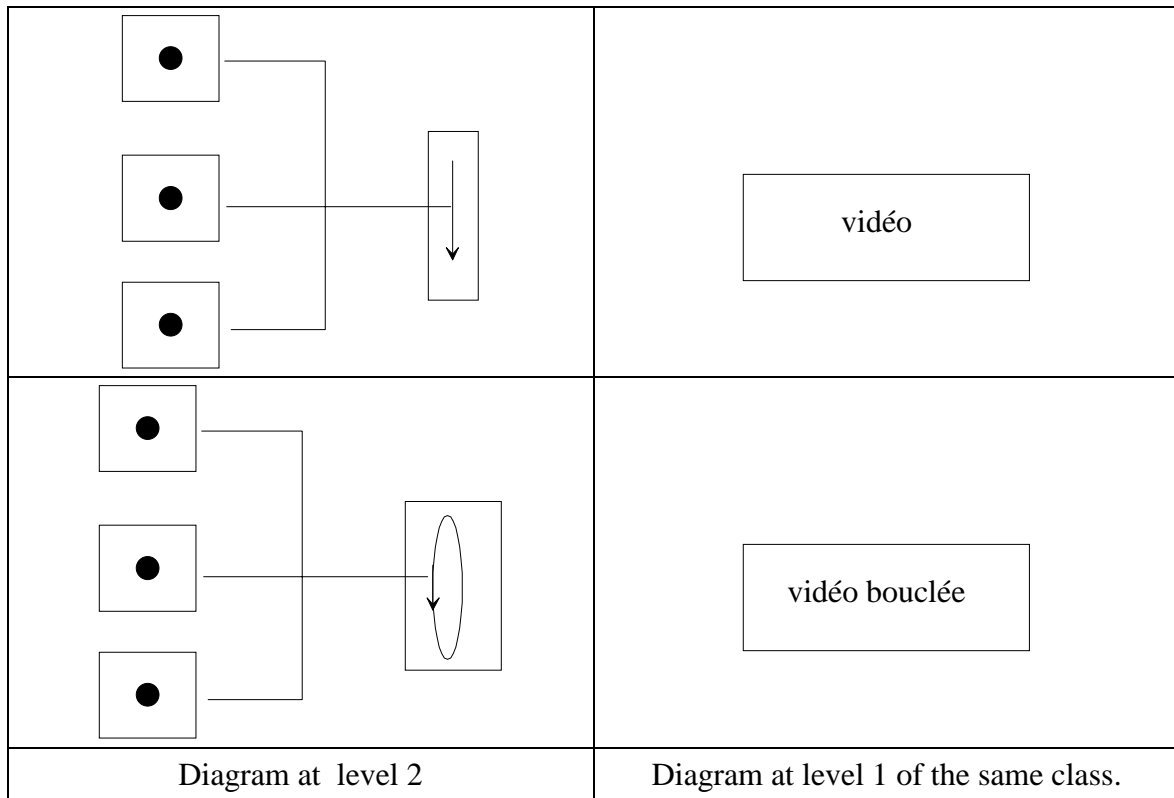 vidéo
vidéo bouclée
Diagram at level 2
Diagram at level 1 of the same class.